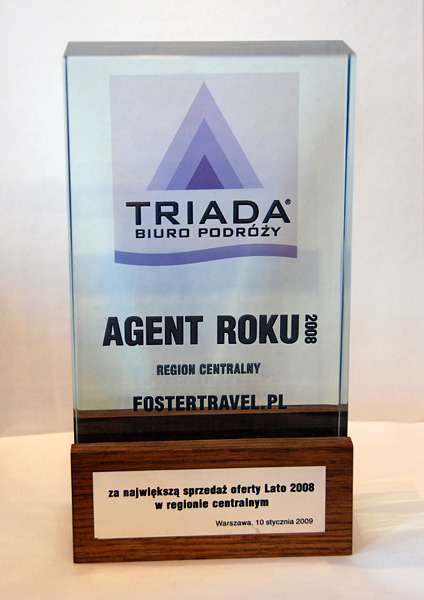 TRIADA®
BIURO PODRÓŻY
AGENT ROKU 2008
REGION CENTRALNY
FOSTERTRAVEL.PL
za największą sprzedaż oferty Lato 2008
w regionie centralnym
Warszawa, 10 stycznia 2009